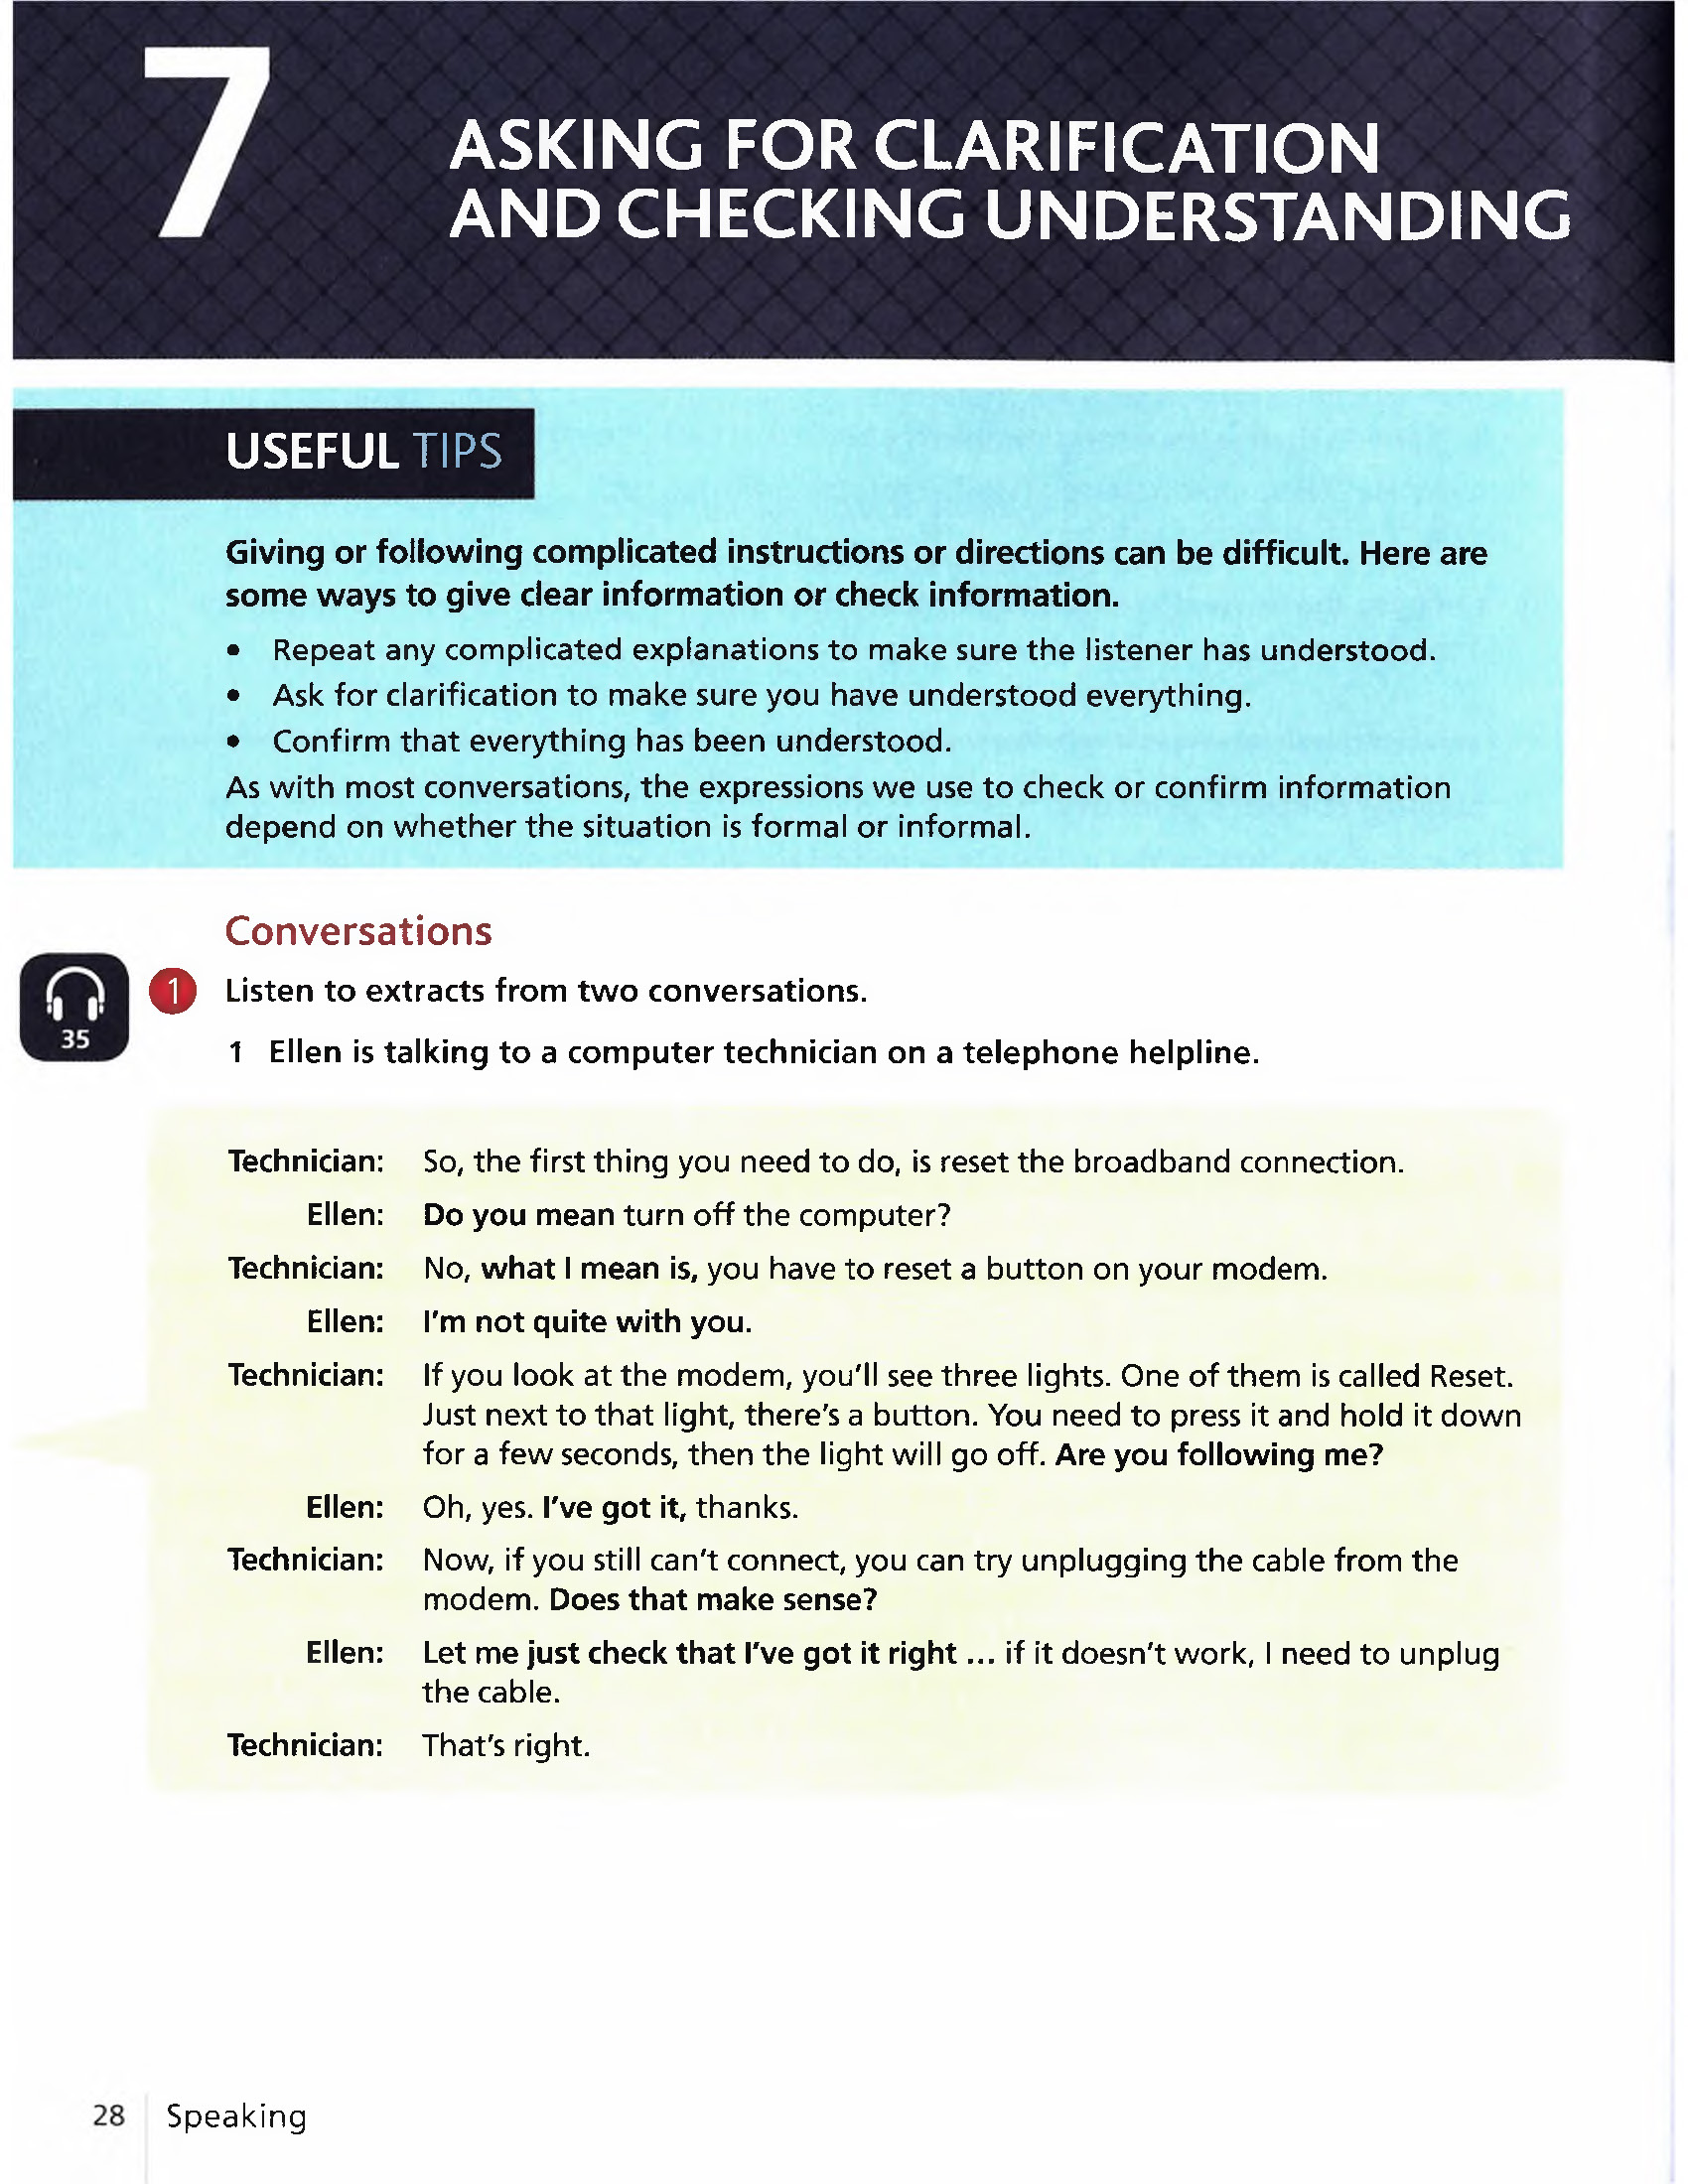 7
ASKING FOR CLARIFICATION
AND CHECKING UNDERSTANDING
USEFUL TIPS
Giving or following complicated instructions or directions can be difficult. Here are
some ways to give clear information or check information.
• Repeat any complicated explanations to make sure the listener has understood.
• Ask for clarification to make sure you have understood everything.
• Confirm that everything has been understood.
As with most conversations, the expressions we use to check or confirm information
depend on whether the situation is formal or informal.
Conversations
35
1 Listen to extracts from two conversations.
1 Ellen is talking to a computer technician on a telephone helpline.
Technician: So, the first thing you need to do, is reset the broadband connection.
Ellen: Do you mean turn off the computer?
Technician: No, what I mean is, you have to reset a button on your modem.
Ellen: I'm not quite with you.
Technician: If you look at the modem, you'll see three lights. One of them is called Reset.
Just next to that light, there's a button. You need to press it and hold it down
for a few seconds, then the light will go off. Are you following me?
Ellen: Oh, yes. I've got it, thanks.
Technician: Now, if you still can't connect, you can try unplugging the cable from the
modem. Does that make sense?
Ellen: Let me just check that I've got it right ... if it doesn't work, I need to unplug
the cable.
Technician: That's right.
28 Speaking